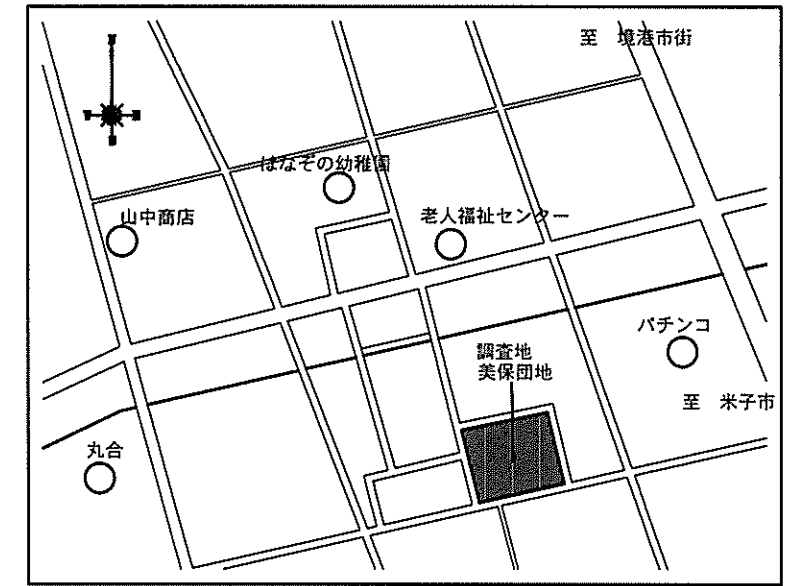 至　境港市街
はなぞの幼稚園
山中商店
老人福祉センター
パチンコ
調査地
美保団地
至　米子市
丸合